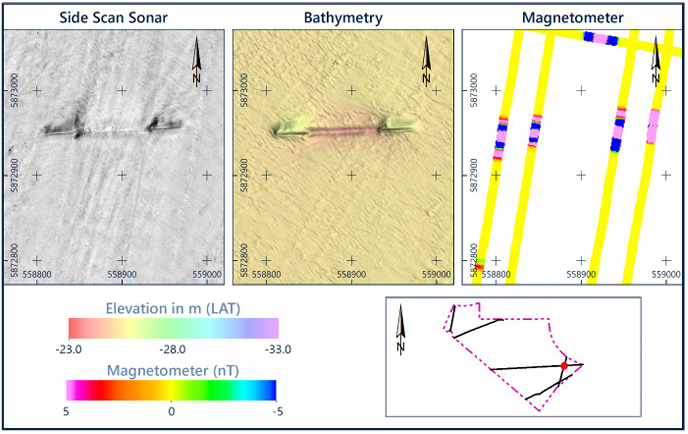 Side Scan Sonar
Bathymetry
Magnetometer
N
N
N
5873000
5873000
5873000
5872900
5872900
5872900
5872800
5872800
5872800
558800
558900
559000
558800
558900
559000
558800
558900
559000
Elevation in m (LAT)
-23.0
-28.0
-33.0
Magnetometer (nT)
5
0
-5
N